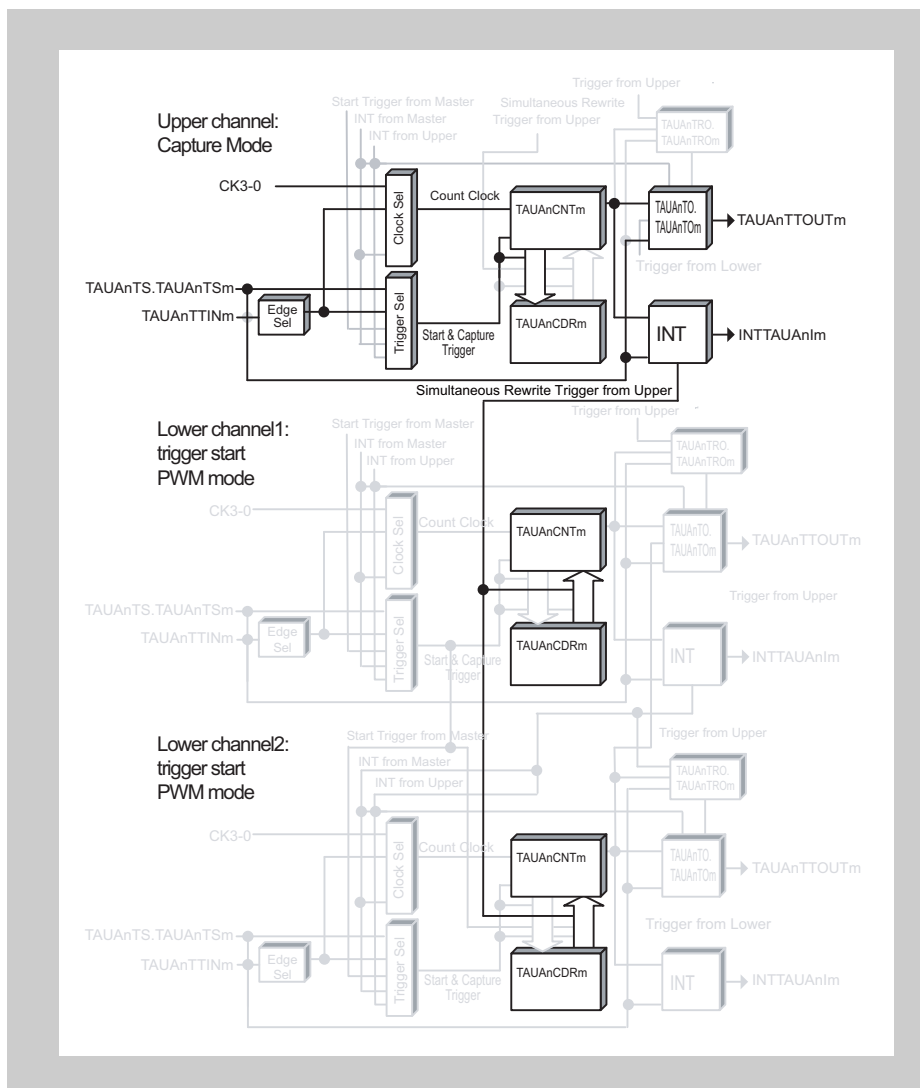 Trigger from Upper
Start Trigger from Master
Simultaneous Rewrite
INT from Master
Trigger from Upper
INT from Upper
TAUAnTRO.
TAUAnTROm
Upper channel:
Capture Mode
CK3-0
Clock Sel
Count Clock
TAUAnCNTm
TAUAnTO.
TAUAnTOm
TAUAnTTOUTm
Trigger from Lower
TAUAnTS.TAUAnTSm
TAUAnTTINm
Edge
Sel
Trigger Sel
Start & Capture
Trigger
TAUAnCDRm
INT
INTTAUAnIm
Simultaneous Rewrite Trigger from Upper
Trigger from Upper
Lower channel1:
trigger start
PWM mode
Start Trigger from Master
INT from Master
INT from Upper
TAUAnTRO.
TAUAnTROm
CK3-0
Clock Sel
Count Clock
TAUAnCNTm
TAUAnTO.
TAUAnTOm
TAUAnTTOUTm
Trigger from Upper
TAUAnTS.TAUAnTSm
TAUAnTTINm
Edge
Sel
Trigger Sel
Start & Capture
Trigger
TAUAnCDRm
INT
INTTAUAnIm
Lower channel2:
trigger start
PWM mode
Start Trigger from Master
INT from Master
INT from Upper
Trigger from Upper
TAUAnTRO.
TAUAnTROm
CK3-0
Clock Sel
Count Clock
TAUAnCNTm
TAUAnTO.
TAUAnTOm
TAUAnTTOUTm
Trigger from Lower
TAUAnTS.TAUAnTSm
TAUAnTTINm
Edge
Sel
Trigger Sel
Start & Capture
Trigger
TAUAnCDRm
INT
INTTAUAnIm